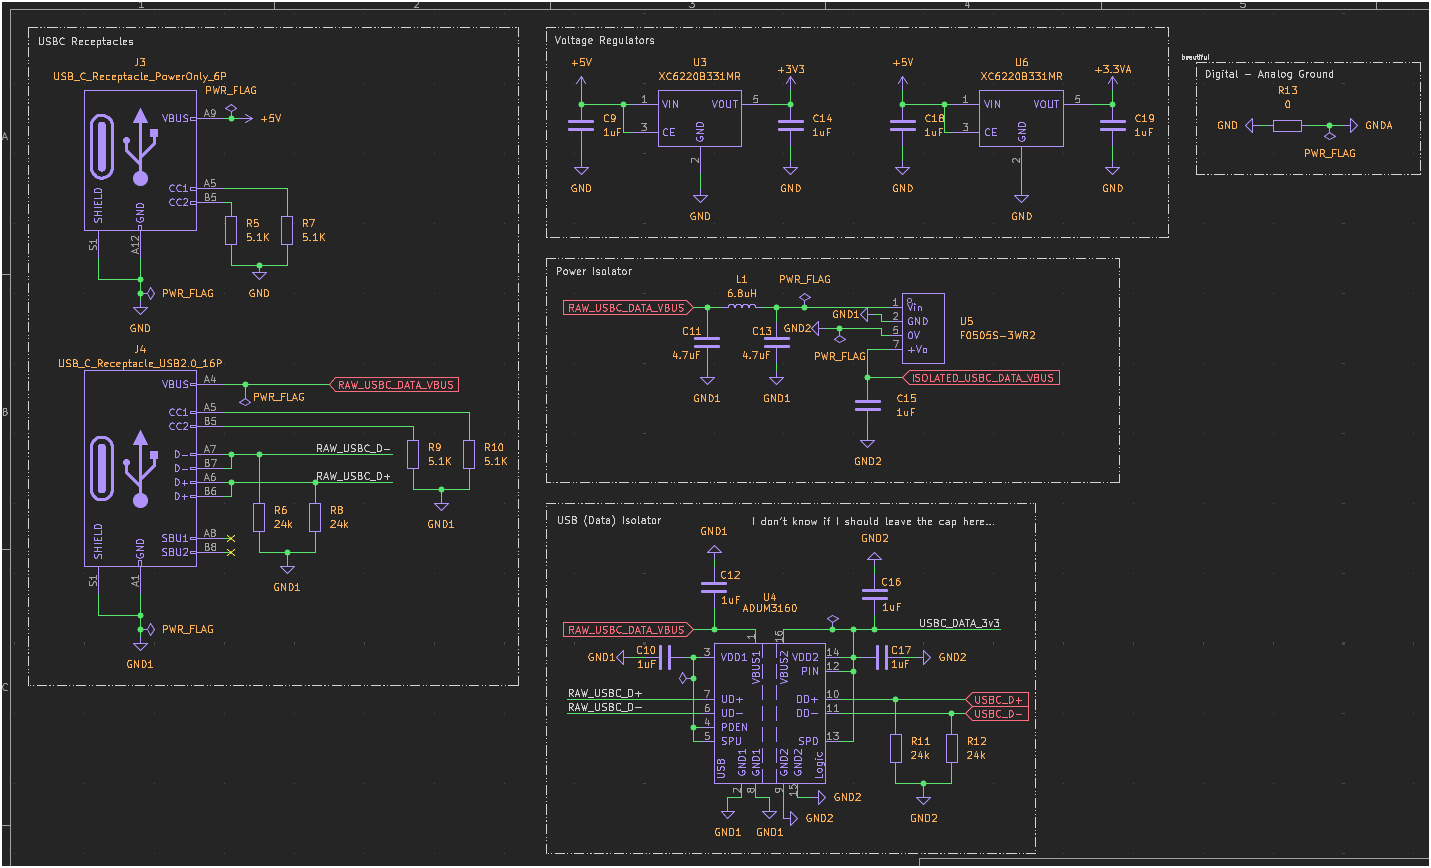 1 2 3 4 5
A
B
C
USBC Receptacles
J3
USB_C_Receptacle_PowerOnly_6P
PWR_FLAG
VBUS A9 +5V
CC1 A5
CC2 B5
SHIELD GND
S1 A12
R5 5.1K
R7 5.1K
GND
PWR_FLAG
GND
J4
USB_C_Receptacle_USB2.0_16P
VBUS A4 RAW_USBC_DATA_VBUS
PWR_FLAG
CC1 A5
CC2 B5
D- A7 RAW_USBC_D-
D- B7
D+ A6 RAW_USBC_D+
D+ B6
R9 5.1K
R10 5.1K
GND1
R6 24k
R8 24k
SBU1 A8
SBU2 B8
SHIELD GND
S1 A1
GND1
PWR_FLAG
GND1
Voltage Regulators
+5V
U3
XC6220B331MR
+3V3
1 VIN VOUT 5
3 CE GND
2
C9 1uF
C14 1uF
GND
GND
GND
+5V
U6
XC6220B331MR
+3.3VA
1 VIN VOUT 5
3 CE GND
2
C18 1uF
C19 1uF
GND
GND
GND
beautiful
Digital - Analog Ground
R13
0
GND GNDA
PWR_FLAG
Power Isolator
L1
6.8uH
PWR_FLAG
RAW_USBC_DATA_VBUS
C11
4.7uF
C13
4.7uF
GND1
GND2
PWR_FLAG
1 Vin
2 GND
5 0V
7 +Vo
U5
F0505S-3WR2
GND1
GND1
ISOLATED_USBC_DATA_VBUS
C15
1uF
GND2
USB (Data) Isolator
I don't know if I should leave the cap here...
GND1
GND2
C12
1uF
C16
1uF
U4
ADUM3160
RAW_USBC_DATA_VBUS
USBC_DATA_3v3
1 16
GND1
C10
1uF
C17
1uF
GND2
3 VDD1 VBUS1 VBUS2 VDD2 14
PIN 12
RAW_USBC_D+ 7 UD+ DD+ 10 USBC_D+
RAW_USBC_D- 6 UD- DD- 11 USBC_D-
4 PDEN
5 SPU SPD 13
USB GND1 GND1 GND2 GND2 Logic
2 8 9 15
R11 24k
R12 24k
GND2
GND2
GND1 GND1
GND2